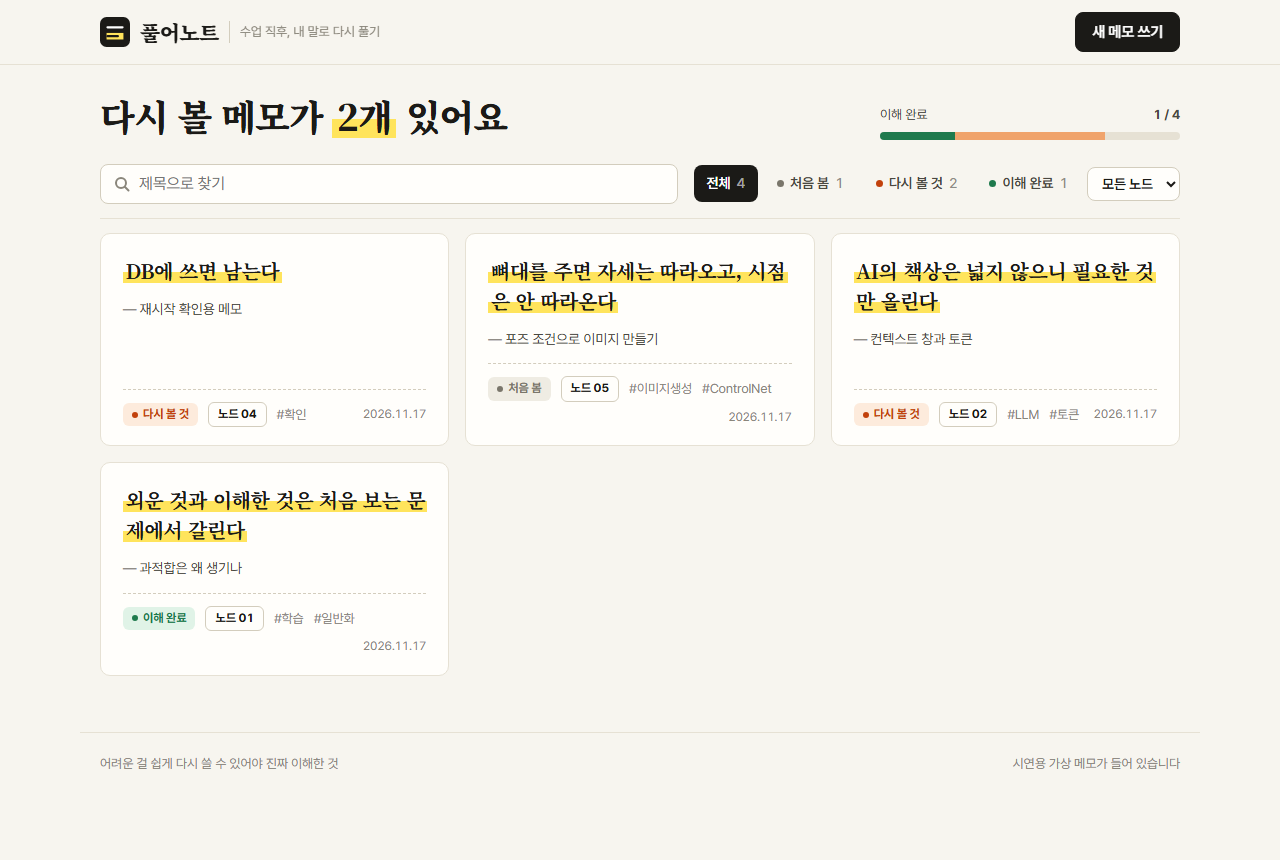 풀어노트
수업 직후, 내 말로 다시 풀기
새 메모 쓰기
다시 볼 메모가 2개 있어요
이해 완료 1 / 4
제목으로 찾기
전체 4
처음 봄 1
다시 볼 것 2
이해 완료 1
모든 노드
DB에 쓰면 남는다
— 재시작 확인용 메모
다시 볼 것 노드 04 #확인 2026.11.17
뼈대를 주면 자세는 따라오고, 시점
은 안 따라온다
— 포즈 조건으로 이미지 만들기
처음 봄 노드 05 #이미지생성 #ControlNet
2026.11.17
AI의 책상은 넓지 않으니 필요한 것
만 올린다
— 컨텍스트 창과 토큰
다시 볼 것 노드 02 #LLM #토큰 2026.11.17
외운 것과 이해한 것은 처음 보는 문
제에서 갈린다
— 과적합은 왜 생기나
이해 완료 노드 01 #학습 #일반화
2026.11.17
어려운 걸 쉽게 다시 쓸 수 있어야 진짜 이해한 것
시연용 가상 메모가 들어 있습니다